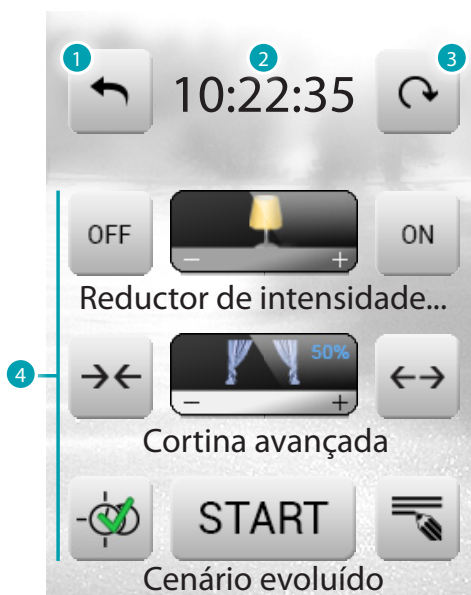 1 2 3
10:22:35
OFF - + ON
Reductor de intensidade...
4
50%
- +
Cortina avançada
START
Cenário evoluído